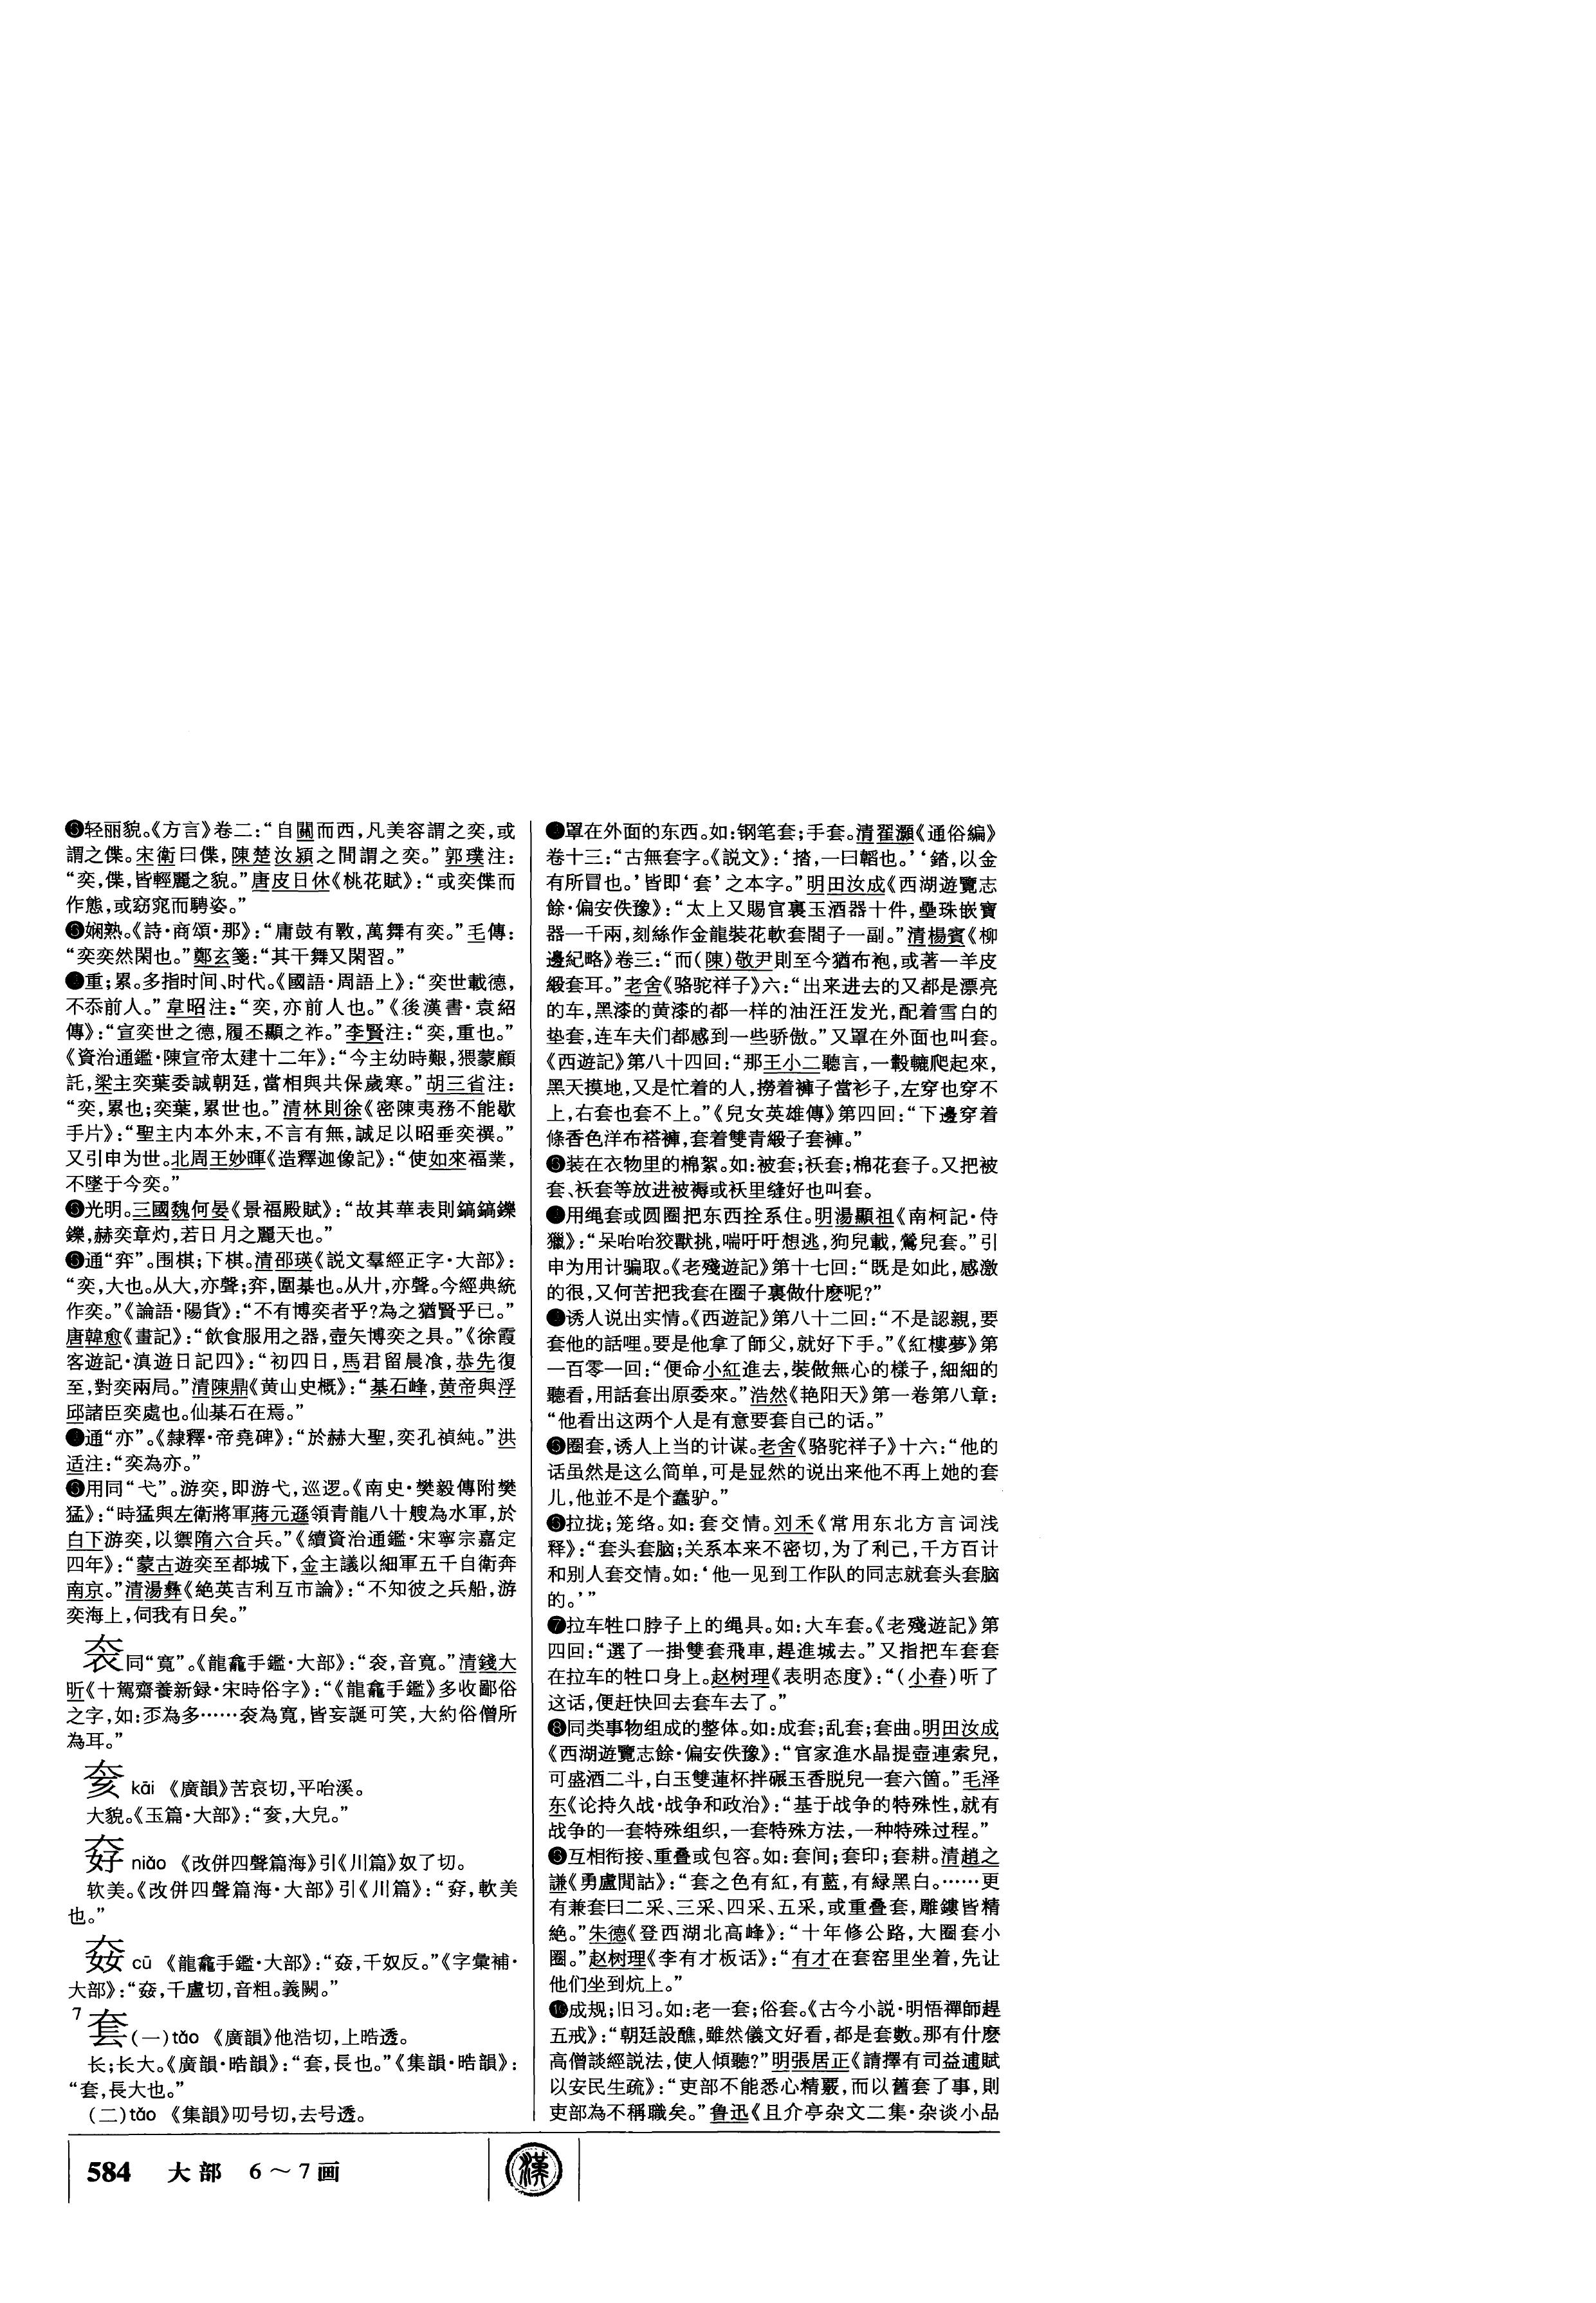 轻丽貌。《方言》卷二：“自關而西，凡美容謂之奕，或
謂之偞。宋衛曰偞，陳楚汝潁之間謂之奕。”郭璞注：
“奕，偞，皆輕麗之貌。”唐皮日休《桃花賦》：“或奕偞而
作態，或窈窕而騁姿。”
娴熟。《詩·商頌·那》：“庸鼓有斁，萬舞有奕。”毛傳：
“奕奕然閑也。”鄭玄箋：“其干舞又閑習。”
重；累。多指时间、时代。《國語·周語上》：“奕世載德，
不忝前人。”韋昭注：“奕，亦前人也。”《後漢書·袁紹
傳》：“宣奕世之德，履丕顯之祚。”李賢注：“奕，重也。”
《資治通鑑·陳宣帝太建十二年》：“今主幼時艱，猥蒙顧
託，梁主奕葉委誠朝廷，當相與共保歲寒。”胡三省注：
“奕，累也；奕葉，累世也。”清林則徐《密陳夷務不能歇
手片》：“聖主内本外末，不言有無，誠足以昭垂奕禩。”
又引申为世。北周王妙暉《造釋迦像記》：“使如來福業，
不墜于今奕。”
光明。三國魏何晏《景福殿賦》：“故其華表則鎬鎬鑠
鑠，赫奕章灼，若日月之麗天也。”
通“弈”。围棋；下棋。清邵瑛《説文羣經正字·大部》：
“奕，大也。从大，亦聲；弈，圍棊也。从廾，亦聲。今經典統
作奕。”《論語·陽貨》：“不有博奕者乎？為之猶賢乎已。”
唐韓愈《畫記》：“飲食服用之器，壺矢博奕之具。”《徐霞
客遊記·滇遊日記四》：“初四日，馬君留晨飡，恭先復
至，對奕兩局。”清陳鼎《黄山史概》：“棊石峰，黄帝與浮
邱諸臣奕處也。仙棊石在焉。”
通“亦”。《隸釋·帝堯碑》：“於赫大聖，奕孔禎純。”洪
适注：“奕為亦。”
用同“弋”。游奕，即游弋，巡逻。《南史·樊毅傳附樊
猛》：“時猛與左衛將軍蔣元遜領青龍八十艘為水軍，於
白下游奕，以禦隋六合兵。”《續資治通鑑·宋寧宗嘉定
四年》：“蒙古遊奕至都城下，金主議以細軍五千自衛奔
南京。”清湯彝《絶英吉利互市論》：“不知彼之兵船，游
奕海上，伺我有日矣。”
同“寬”。《龍龕手鑑·大部》：“，音寬。”清錢大
昕《十駕齋養新録·宋時俗字》：“《龍龕手鑑》多收鄙俗
之字，如：歪為多……為寬，皆妄誕可笑，大約俗僧所
為耳。”
kāi 《廣韻》苦哀切，平咍溪。
大貌。《玉篇·大部》：“，大皃。”
niǎo 《改併四聲篇海》引《川篇》奴了切。
软美。《改併四聲篇海·大部》引《川篇》：“，軟美
也。”
cū 《龍龕手鑑·大部》：“，千奴反。”《字彙補·
大部》：“，千盧切，音粗。義闕。”
7
套（一）tǎo 《廣韻》他浩切，上晧透。
长；长大。《廣韻·晧韻》：“套，長也。”《集韻·晧韻》：
“套，長大也。”
（二）tào 《集韻》叨号切，去号透。
罩在外面的东西。如：钢笔套；手套。清翟灝《通俗編》
卷十三：“古無套字。《説文》：‘揸，一曰韜也。’‘錔，以金
有所冒也。’皆即‘套’之本字。”明田汝成《西湖遊覽志
餘·偏安佚豫》：“太上又賜官裏玉酒器十件，壘珠嵌寶
器一千兩，刻絲作金龍裝花軟套閣子一副。”清楊賓《柳
邊紀略》卷三：“而（陳）敬尹則至今猶布袍，或著一羊皮
緞套耳。”老舍《骆驼祥子》六：“出来进去的又都是漂亮
的车，黑漆的黄漆的都一样的油汪汪发光，配着雪白的
垫套，连车夫们都感到一些骄傲。”又罩在外面也叫套。
《西遊記》第八十四回：“那王小二聽言，一轂轆爬起來，
黑天摸地，又是忙着的人，撈着褲子當衫子，左穿也穿不
上，右套也套不上。”《兒女英雄傳》第四回：“下邊穿着
條香色洋布褡褲，套着雙青緞子套褲。”
装在衣物里的棉絮。如：被套；袄套；棉花套子。又把被
套、袄套等放进被褥或袄里缝好也叫套。
用绳套或圆圈把东西拴系住。明湯顯祖《南柯記·侍
獵》：“呆哈哈狡獸挑，喘吁吁想逃，狗兒載，鶯兒套。”引
申为用计骗取。《老殘遊記》第十七回：“既是如此，感激
的很，又何苦把我套在圈子裏做什麽呢？”
诱人说出实情。《西遊記》第八十二回：“不是認親，要
套他的話哩。要是他拿了師父，就好下手。”《紅樓夢》第
一百零一回：“便命小紅進去，裝做無心的樣子，細細的
聽看，用話套出原委來。”浩然《艳阳天》第一卷第八章：
“他看出这两个人是有意要套自己的话。”
圈套，诱人上当的计谋。老舍《骆驼祥子》十六：“他的
话虽然是这么简单，可是显然的说出来他不再上她的套
儿，他並不是个蠢驴。”
拉拢；笼络。如：套交情。刘禾《常用东北方言词浅
释》：“套头套脑；关系本来不密切，为了利己，千方百计
和别人套交情。如：‘他一见到工作队的同志就套头套脑
的。’”
❼拉车牲口脖子上的绳具。如：大车套。《老殘遊記》第
四回：“選了一掛雙套飛車，趕進城去。”又指把车套套
在拉车的牲口身上。赵树理《表明态度》：“（小春）听了
这话，便赶快回去套车去了。”
❽同类事物组成的整体。如：成套；乱套；套曲。明田汝成
《西湖遊覽志餘·偏安佚豫》：“官家進水晶提壺連索兒，
可盛酒二斗，白玉雙蓮杯拌碾玉香脱兒一套六箇。”毛泽
东《论持久战·战争和政治》：“基于战争的特殊性，就有
战争的一套特殊组织，一套特殊方法，一种特殊过程。”
互相衔接、重叠或包容。如：套间；套印；套耕。清趙之
謙《勇盧閒詰》：“套之色有紅，有藍，有緑黑白。……更
有兼套曰二采、三采、四采、五采，或重叠套，雕鏤皆精
絶。”朱德《登西湖北高峰》：“十年修公路，大圈套小
圈。”赵树理《李有才板话》：“有才在套窑里坐着，先让
他们坐到炕上。”
❿成规；旧习。如：老一套；俗套。《古今小説·明悟禪師趕
五戒》：“朝廷設醮，雖然儀文好看，都是套數。那有什麽
高僧談經説法，使人傾聽？”明張居正《請擇有司益逋賦
以安民生疏》：“吏部不能悉心精覈，而以舊套了事，則
吏部為不稱職矣。”鲁迅《且介亭杂文二集·杂谈小品
584 大部 6～7画
漢